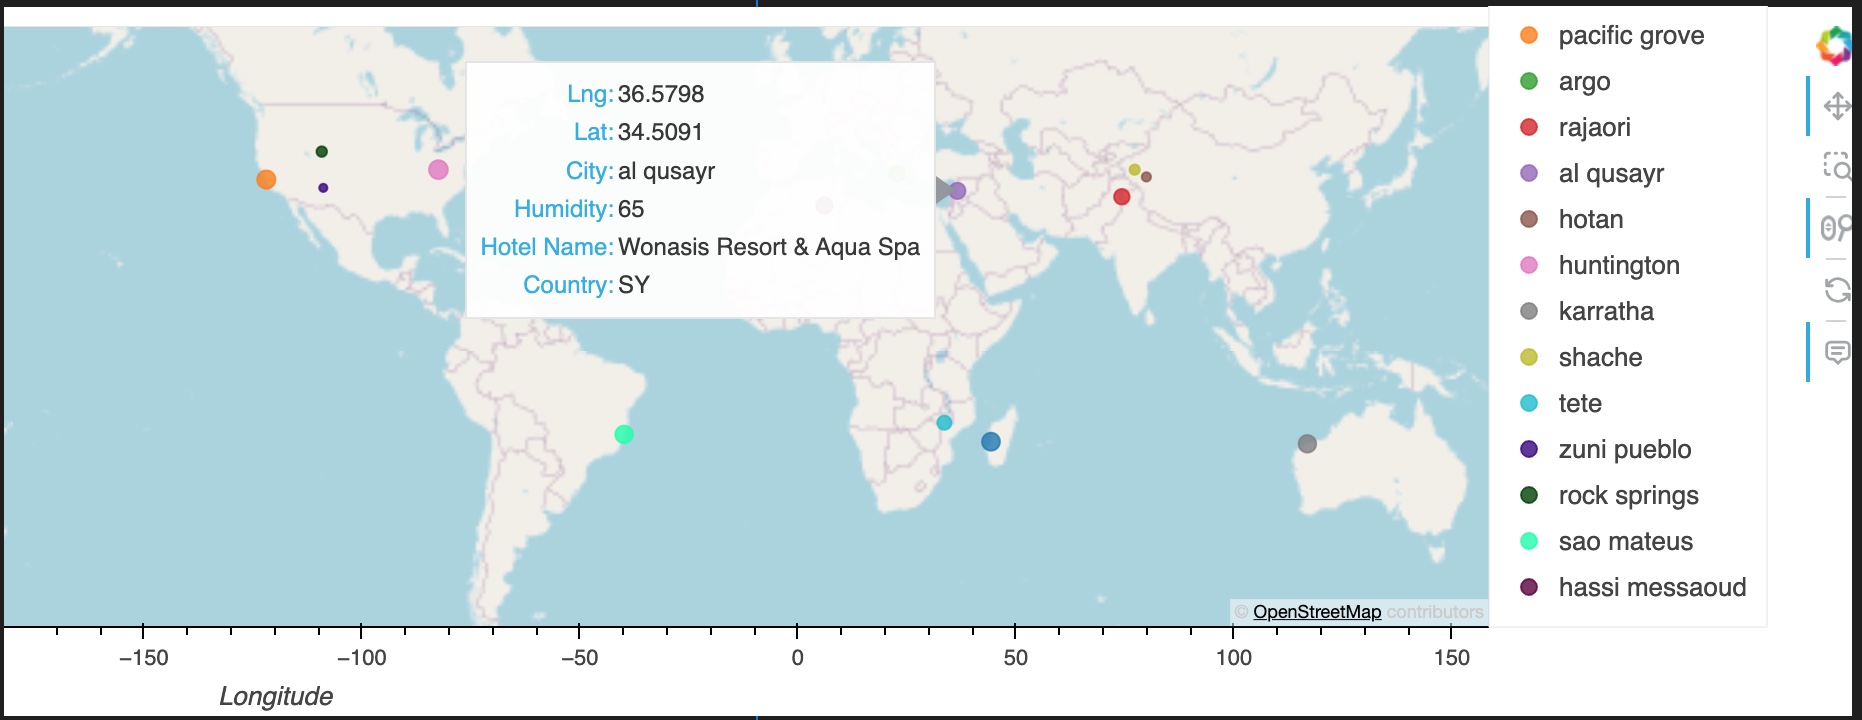 Lng: 36.5798
Lat: 34.5091
City: al qusayr
Humidity: 65
Hotel Name: Wonasis Resort & Aqua Spa
Country: SY
pacific grove
argo
rajaori
al qusayr
hotan
huntington
karratha
shache
tete
zuni pueblo
rock springs
sao mateus
hassi messaoud
© OpenStreetMap contributors
−150 −100 −50 0 50 100 150
Longitude